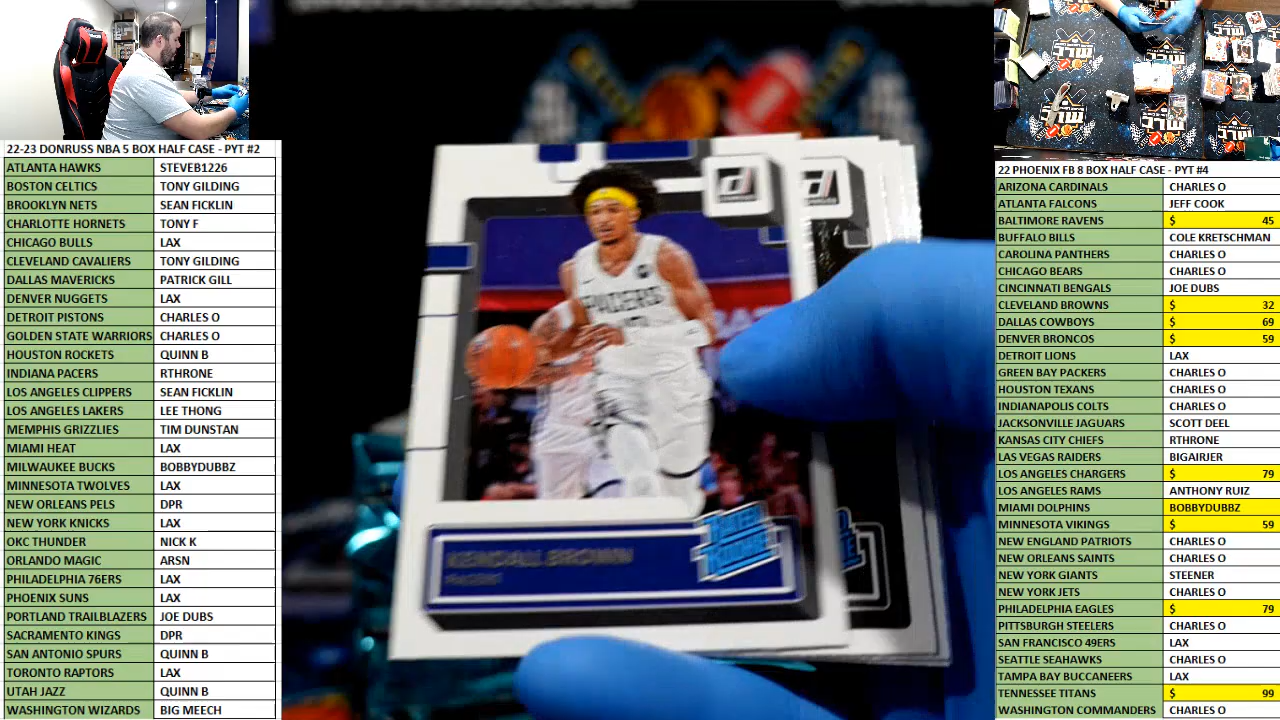 22-23 DONRUSS NBA 5 BOX HALF CASE - PYT #2
ATLANTA HAWKS STEVEB1226
BOSTON CELTICS TONY GILDING
BROOKLYN NETS SEAN FICKLIN
CHARLOTTE HORNETS TONY F
CHICAGO BULLS LAX
CLEVELAND CAVALIERS TONY GILDING
DALLAS MAVERICKS PATRICK GILL
DENVER NUGGETS LAX
DETROIT PISTONS CHARLES O
GOLDEN STATE WARRIORS CHARLES O
HOUSTON ROCKETS QUINN B
INDIANA PACERS RTHRONE
LOS ANGELES CLIPPERS SEAN FICKLIN
LOS ANGELES LAKERS LEE THONG
MEMPHIS GRIZZLIES TIM DUNSTAN
MIAMI HEAT LAX
MILWAUKEE BUCKS BOBBYDUBBZ
MINNESOTA TWOLVES LAX
NEW ORLEANS PELS DPR
NEW YORK KNICKS LAX
OKC THUNDER NICK K
ORLANDO MAGIC ARSN
PHILADELPHIA 76ERS LAX
PHOENIX SUNS LAX
PORTLAND TRAILBLAZERS JOE DUBS
SACRAMENTO KINGS DPR
SAN ANTONIO SPURS QUINN B
TORONTO RAPTORS LAX
UTAH JAZZ QUINN B
WASHINGTON WIZARDS BIG MEECH
PACERS
KENDALL BROWN
RATED ROOKIE
22 PHOENIX FB 8 BOX HALF CASE - PYT #4
ARIZONA CARDINALS CHARLES O
ATLANTA FALCONS JEFF COOK
BALTIMORE RAVENS $ 45
BUFFALO BILLS COLE KRETSCHMAN
CAROLINA PANTHERS CHARLES O
CHICAGO BEARS CHARLES O
CINCINNATI BENGALS JOE DUBS
CLEVELAND BROWNS $ 32
DALLAS COWBOYS $ 69
DENVER BRONCOS $ 59
DETROIT LIONS LAX
GREEN BAY PACKERS CHARLES O
HOUSTON TEXANS CHARLES O
INDIANAPOLIS COLTS CHARLES O
JACKSONVILLE JAGUARS SCOTT DEEL
KANSAS CITY CHIEFS RTHRONE
LAS VEGAS RAIDERS BIGAIRJER
LOS ANGELES CHARGERS $ 79
LOS ANGELES RAMS ANTHONY RUIZ
MIAMI DOLPHINS BOBBYDUBBZ
MINNESOTA VIKINGS $ 59
NEW ENGLAND PATRIOTS CHARLES O
NEW ORLEANS SAINTS CHARLES O
NEW YORK GIANTS STEENER
NEW YORK JETS CHARLES O
PHILADELPHIA EAGLES $ 79
PITTSBURGH STEELERS CHARLES O
SAN FRANCISCO 49ERS LAX
SEATTLE SEAHAWKS CHARLES O
TAMPA BAY BUCCANEERS LAX
TENNESSEE TITANS $ 99
WASHINGTON COMMANDERS CHARLES O